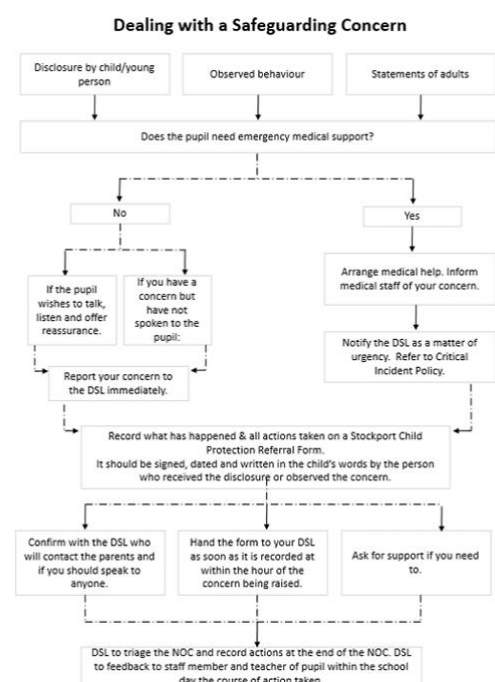 Dealing with a Safeguarding Concern
Disclosure by child/young
person
Observed behaviour
Statements of adults
Does the pupil need emergency medical support?
No
Yes
If the pupil
wishes to talk,
listen and offer
reassurance.
If you have a
concern but
have not
spoken to the
pupil:
Arrange medical help. Inform
medical staff of your concern.
Notify the DSL as a matter of
urgency. Refer to Critical
Incident Policy.
Report your concern to
the DSL immediately.
Record what has happened & all actions taken on a Stockport Child
Protection Referral Form.
It should be signed, dated and written in the child's words by the person
who received the disclosure or observed the concern.
Confirm with the DSL who
will contact the parents and
if you should speak to
anyone.
Hand the form to your DSL
as soon as it is recorded at
within the hour of the
concern being raised.
Ask for support if you need
to.
DSL to triage the NOC and record actions at the end of the NOC. DSL
to feedback to staff member and teacher of pupil within the school
day the course of action taken